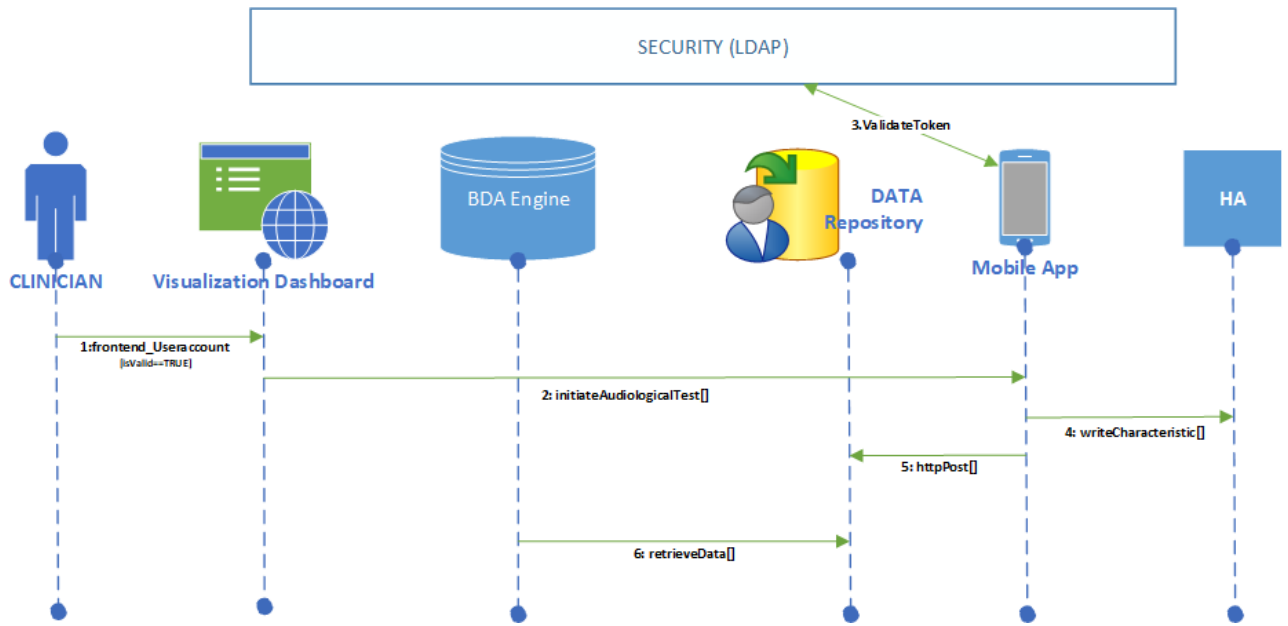 SECURITY (LDAP)
3.ValidateToken
BDA Engine
DATA
Repository
HA
CLINICIAN
Visualization Dashboard
Mobile App
1:frontend_Useraccount
[isValid==TRUE]
2: initiateAudiologicalTest[]
4: writeCharacteristic[]
5: httpPost[]
6: retrieveData[]